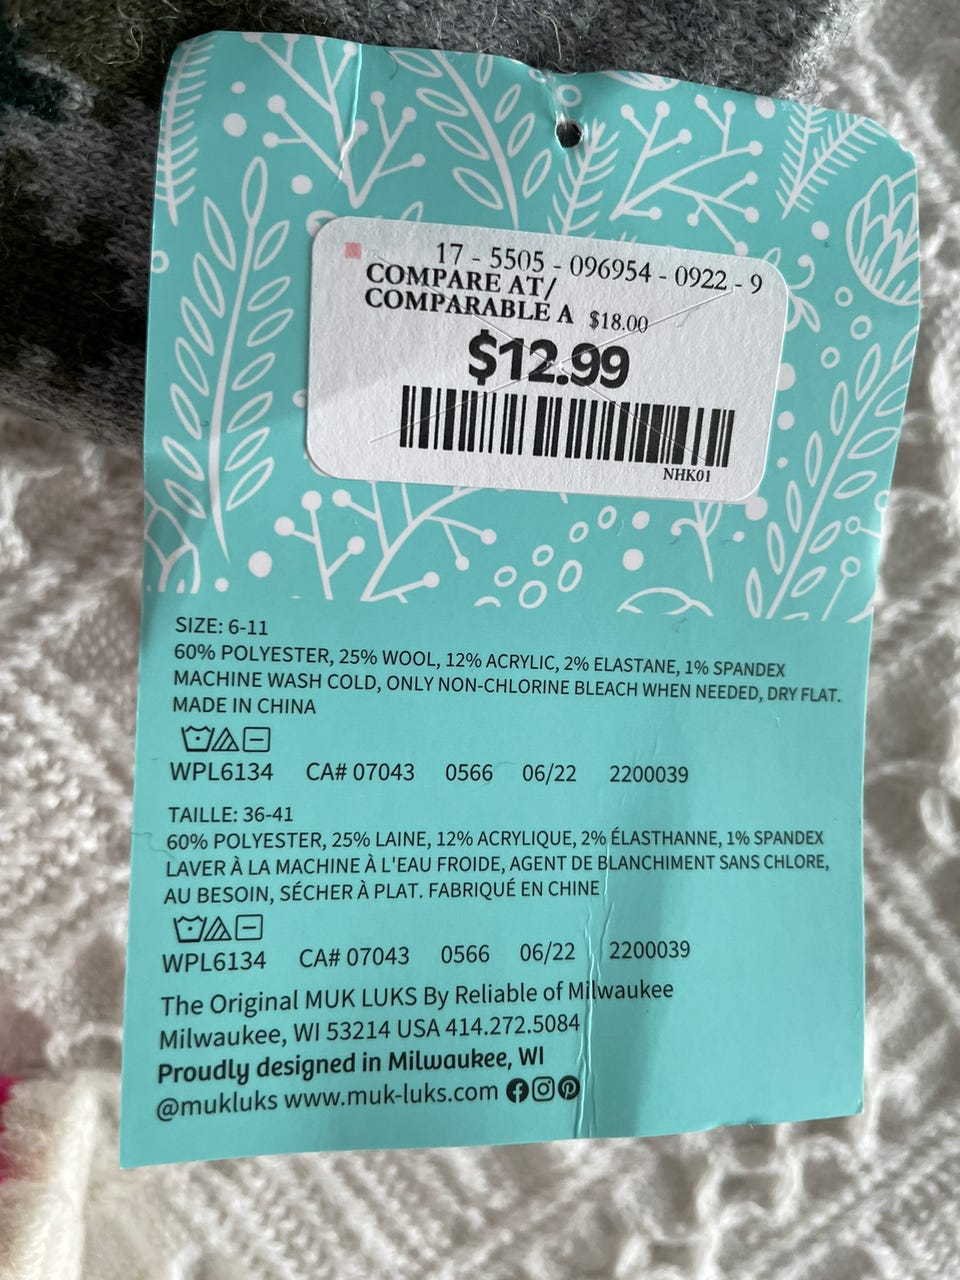 17 - 5505 - 096954 - 0922 - 9
COMPARE AT/
COMPARABLE A $18.00
$12.99
NHK01
SIZE: 6-11
60% POLYESTER, 25% WOOL, 12% ACRYLIC, 2% ELASTANE, 1% SPANDEX
MACHINE WASH COLD, ONLY NON-CHLORINE BLEACH WHEN NEEDED, DRY FLAT.
MADE IN CHINA
WPL6134 CA# 07043 0566 06/22 2200039
TAILLE: 36-41
60% POLYESTER, 25% LAINE, 12% ACRYLIQUE, 2% ÉLASTHANNE, 1% SPANDEX
LAVER À LA MACHINE À L'EAU FROIDE, AGENT DE BLANCHIMENT SANS CHLORE,
AU BESOIN, SÉCHER À PLAT. FABRIQUÉ EN CHINE
WPL6134 CA# 07043 0566 06/22 2200039
The Original MUK LUKS By Reliable of Milwaukee
Milwaukee, WI 53214 USA 414.272.5084
Proudly designed in Milwaukee, WI
@mukluks www.muk-luks.com